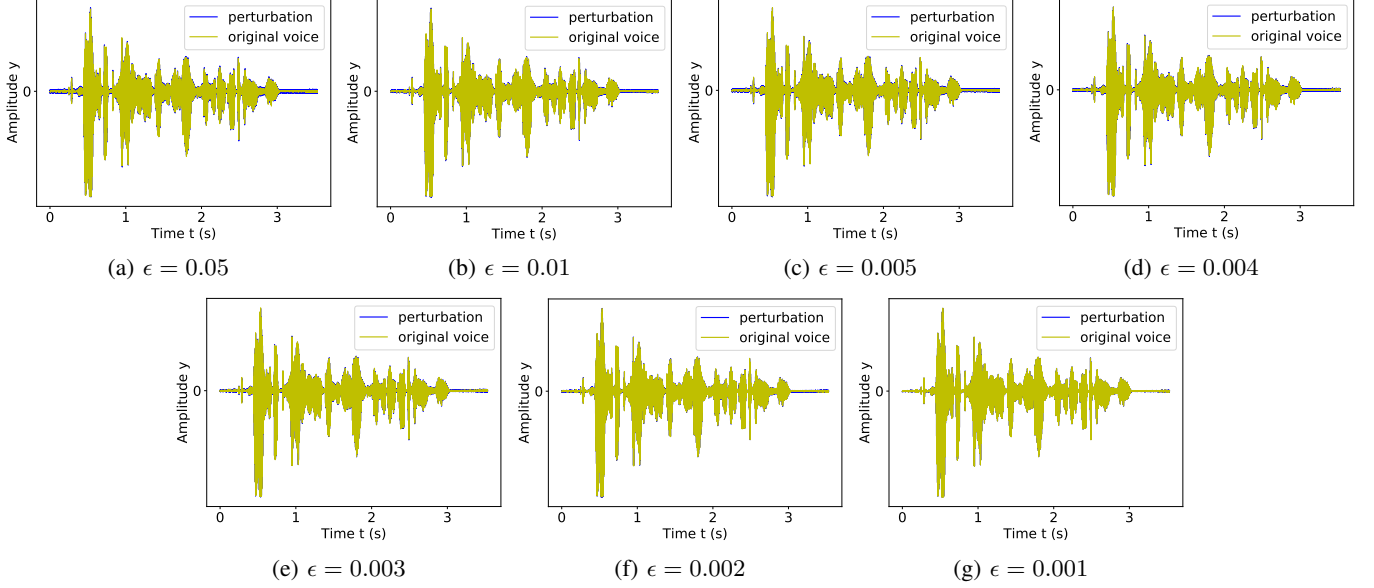 perturbation
original voice
Amplitude y
0
0 1 2 3
Time t (s)
(a) ϵ = 0.05
perturbation
original voice
Amplitude y
0
0 1 2 3
Time t (s)
(b) ϵ = 0.01
perturbation
original voice
Amplitude y
0
0 1 2 3
Time t (s)
(c) ϵ = 0.005
perturbation
original voice
Amplitude y
0
0 1 2 3
Time t (s)
(d) ϵ = 0.004
perturbation
original voice
Amplitude y
0
0 1 2 3
Time t (s)
(e) ϵ = 0.003
perturbation
original voice
Amplitude y
0
0 1 2 3
Time t (s)
(f) ϵ = 0.002
perturbation
original voice
Amplitude y
0
0 1 2 3
Time t (s)
(g) ϵ = 0.001